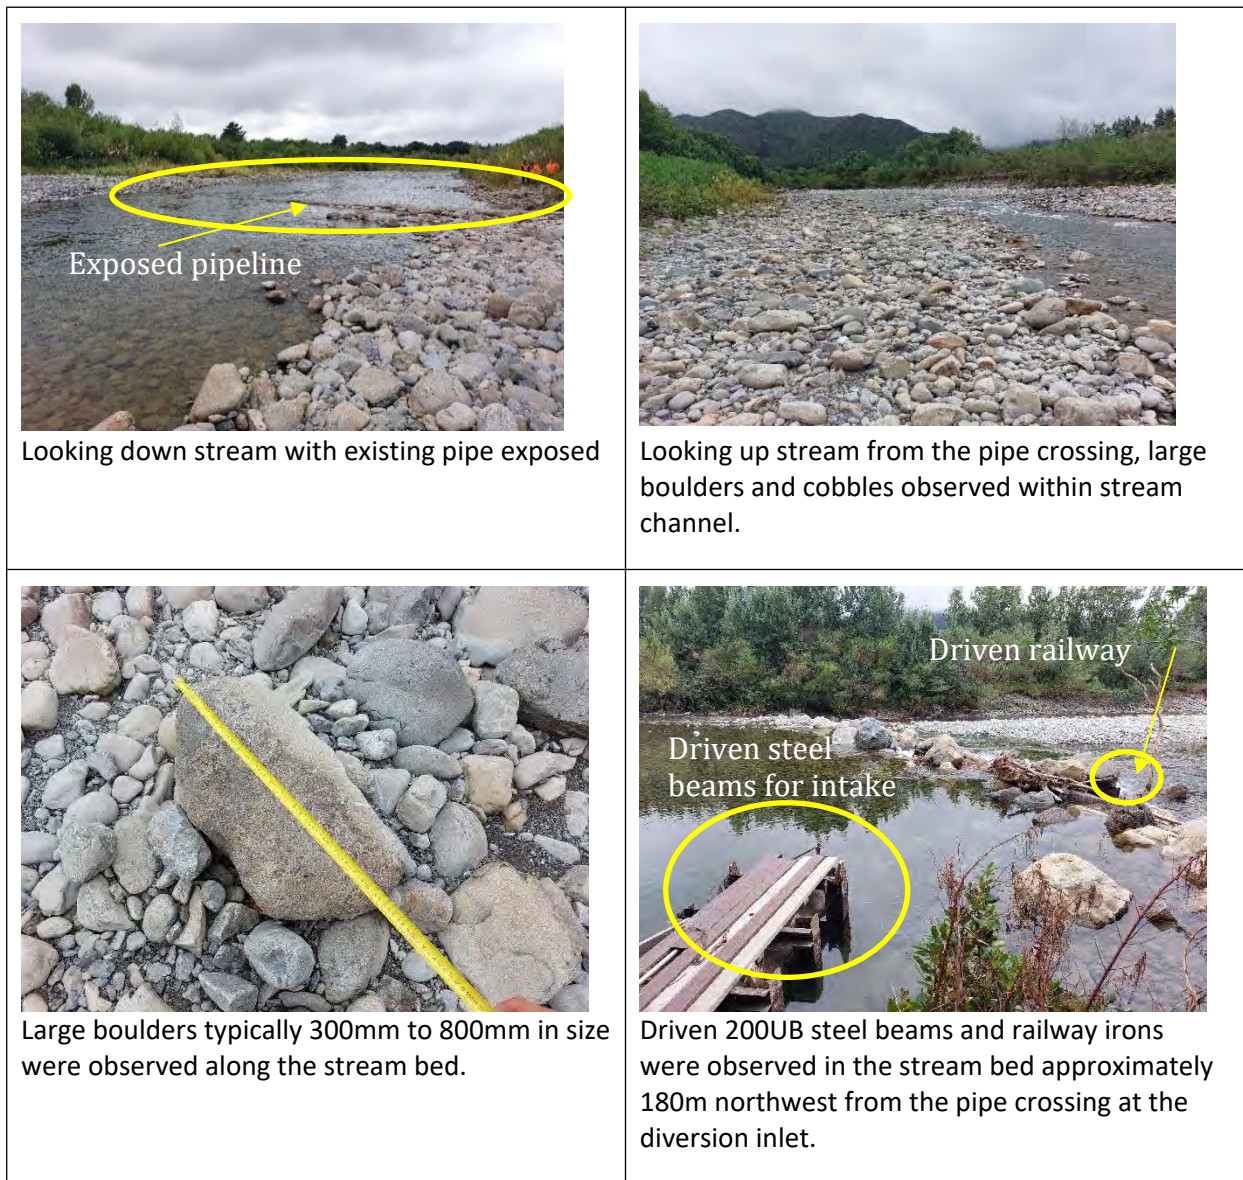 Exposed pipeline
Looking down stream with existing pipe exposed
Looking up stream from the pipe crossing, large
boulders and cobbles observed within stream
channel.
Large boulders typically 300mm to 800mm in size
were observed along the stream bed.
Driven railway
Driven steel
beams for intake
Driven 200UB steel beams and railway irons
were observed in the stream bed approximately
180m northwest from the pipe crossing at the
diversion inlet.